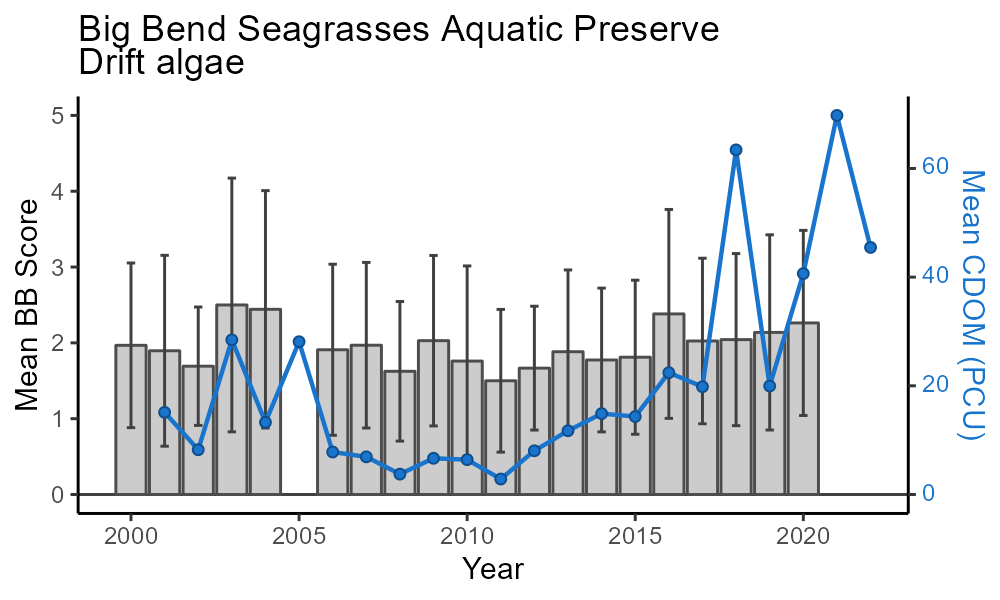 Big Bend Seagrasses Aquatic Preserve
Drift algae
Mean BB Score
5
4
3
2
1
0
60
40
20
0
Mean CDOM (PCU)
2000 2005 2010 2015 2020
Year